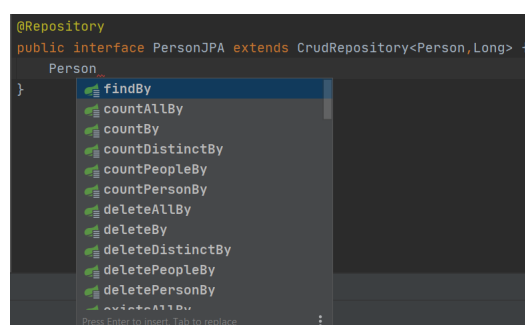 @Repository
public interface PersonJPA extends CrudRepository<Person,Long>
Person
}
findBy
countAllBy
countBy
countDistinctBy
countPeopleBy
countPersonBy
deleteAllBy
deleteBy
deleteDistinctBy
deletePeopleBy
deletePersonBy
existsAllBy
Press Enter to insert, Tab to replace